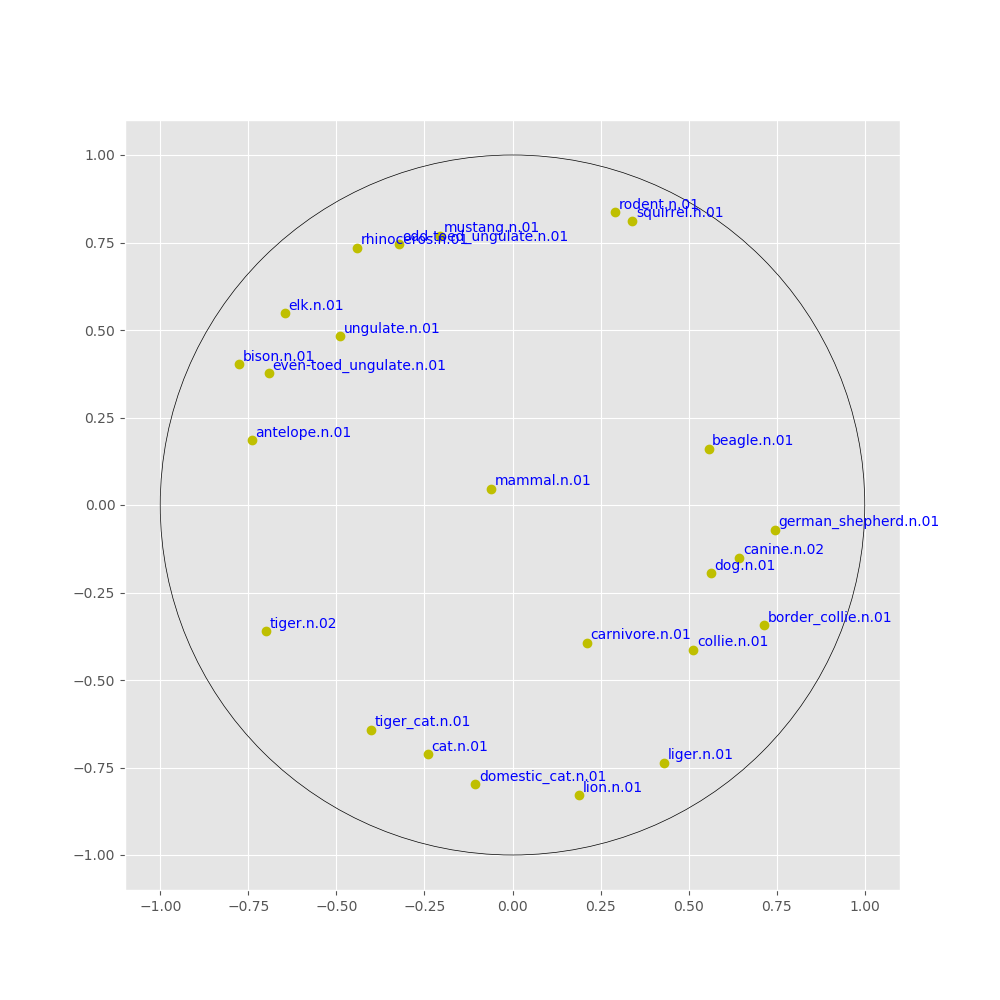 1.00
0.75
0.50
0.25
0.00
−0.25
−0.50
−0.75
−1.00
rodent.n.01
squirrel.n.01
mustang.n.01
odd-toed_ungulate.n.01
rhinoceros.n.01
elk.n.01
ungulate.n.01
bison.n.01
even-toed_ungulate.n.01
antelope.n.01
beagle.n.01
mammal.n.01
german_shepherd.n.01
canine.n.02
dog.n.01
border_collie.n.01
tiger.n.02
carnivore.n.01
collie.n.01
tiger_cat.n.01
cat.n.01
liger.n.01
domestic_cat.n.01
lion.n.01
−1.00 −0.75 −0.50 −0.25 0.00 0.25 0.50 0.75 1.00